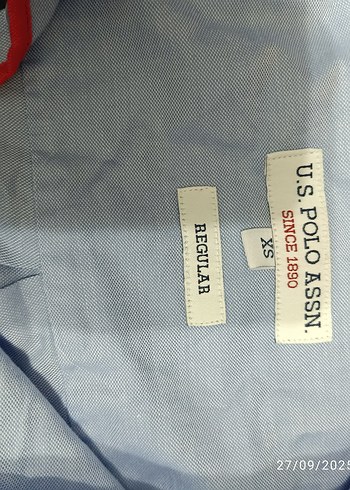 U.S. POLO ASSN.
SINCE 1890
XS
REGULAR
27/09/2025